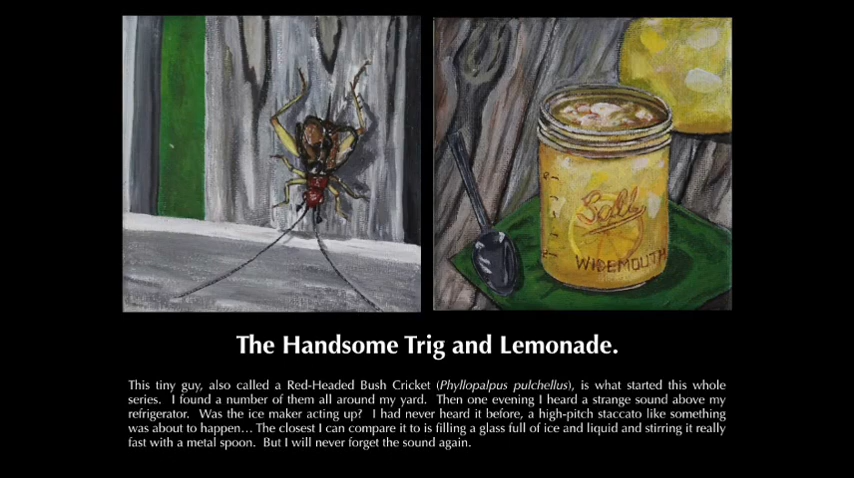 Ball
WIDEMOUTH
The Handsome Trig and Lemonade.
This tiny guy, also called a Red-Headed Bush Cricket (Phyllopalpus pulchellus), is what started this whole
series. I found a number of them all around my yard. Then one evening I heard a strange sound above my
refrigerator. Was the ice maker acting up? I had never heard it before, a high-pitch staccato like something
was about to happen... The closest I can compare it to is filling a glass full of ice and liquid and stirring it really
fast with a metal spoon. But I will never forget the sound again.